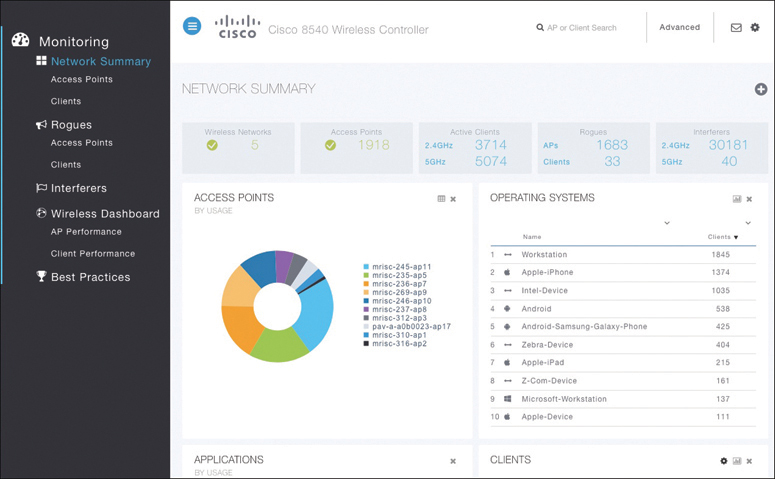 Monitoring
Network Summary
Access Points
Clients
Rogues
Access Points
Clients
Interferers
Wireless Dashboard
AP Performance
Client Performance
Best Practices
CISCO
Cisco 8540 Wireless Controller
AP or Client Search
Advanced
NETWORK SUMMARY
Wireless Networks
5
Access Points
1918
Active Clients
2.4GHz 3714
5GHz 5074
Rogues
APs 1683
Clients 33
Interferers
2.4GHz 30181
5GHz 40
ACCESS POINTS
BY USAGE
mrisc-245-ap11
mrisc-235-ap5
mrisc-236-ap7
mrisc-269-ap9
mrisc-246-ap10
mrisc-237-ap8
mrisc-312-ap3
pav-a-a0b0023-ap17
mrisc-310-ap1
mrisc-316-ap2
OPERATING SYSTEMS
Name Clients
1 Workstation 1845
2 Apple-iPhone 1374
3 Intel-Device 1035
4 Android 538
5 Android-Samsung-Galaxy-Phone 425
6 Zebra-Device 404
7 Apple-iPad 215
8 Z-Com-Device 161
9 Microsoft-Workstation 137
10 Apple-Device 111
APPLICATIONS
BY USAGE
CLIENTS